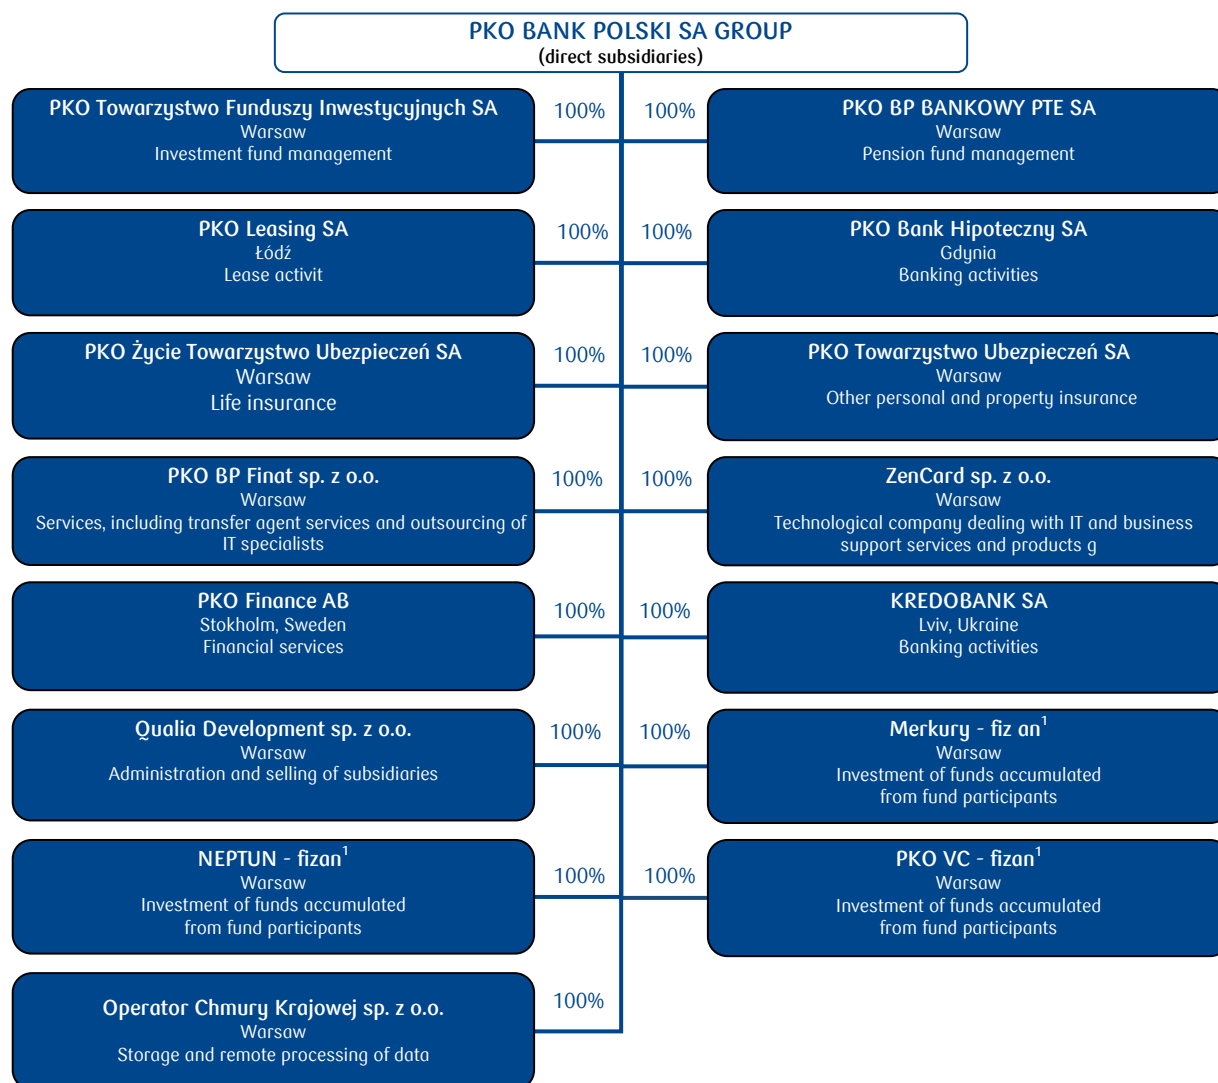 PKO BANK POLSKI SA GROUP
(direct subsidiaries)
PKO Towarzystwo Funduszy Inwestycyjnych SA
Warsaw
Investment fund management
100%
100%
PKO BP BANKOWY PTE SA
Warsaw
Pension fund management
PKO Leasing SA
Łódź
Lease activit
100%
100%
PKO Bank Hipoteczny SA
Gdynia
Banking activities
PKO Życie Towarzystwo Ubezpieczeń SA
Warsaw
Life insurance
100%
100%
PKO Towarzystwo Ubezpieczeń SA
Warsaw
Other personal and property insurance
PKO BP Finat sp. z o.o.
Warsaw
Services, including transfer agent services and outsourcing of
IT specialists
100%
100%
ZenCard sp. z o.o.
Warsaw
Technological company dealing with IT and business
support services and products g
PKO Finance AB
Stokholm, Sweden
Financial services
100%
100%
KREDOBANK SA
Lviv, Ukraine
Banking activities
Qualia Development sp. z o.o.
Warsaw
Administration and selling of subsidiaries
100%
100%
Merkury - fiz an¹
Warsaw
Investment of funds accumulated
from fund participants
NEPTUN - fizan¹
Warsaw
Investment of funds accumulated
from fund participants
100%
100%
PKO VC - fizan¹
Warsaw
Investment of funds accumulated
from fund participants
Operator Chmury Krajowej sp. z o.o.
Warsaw
Storage and remote processing of data
100%